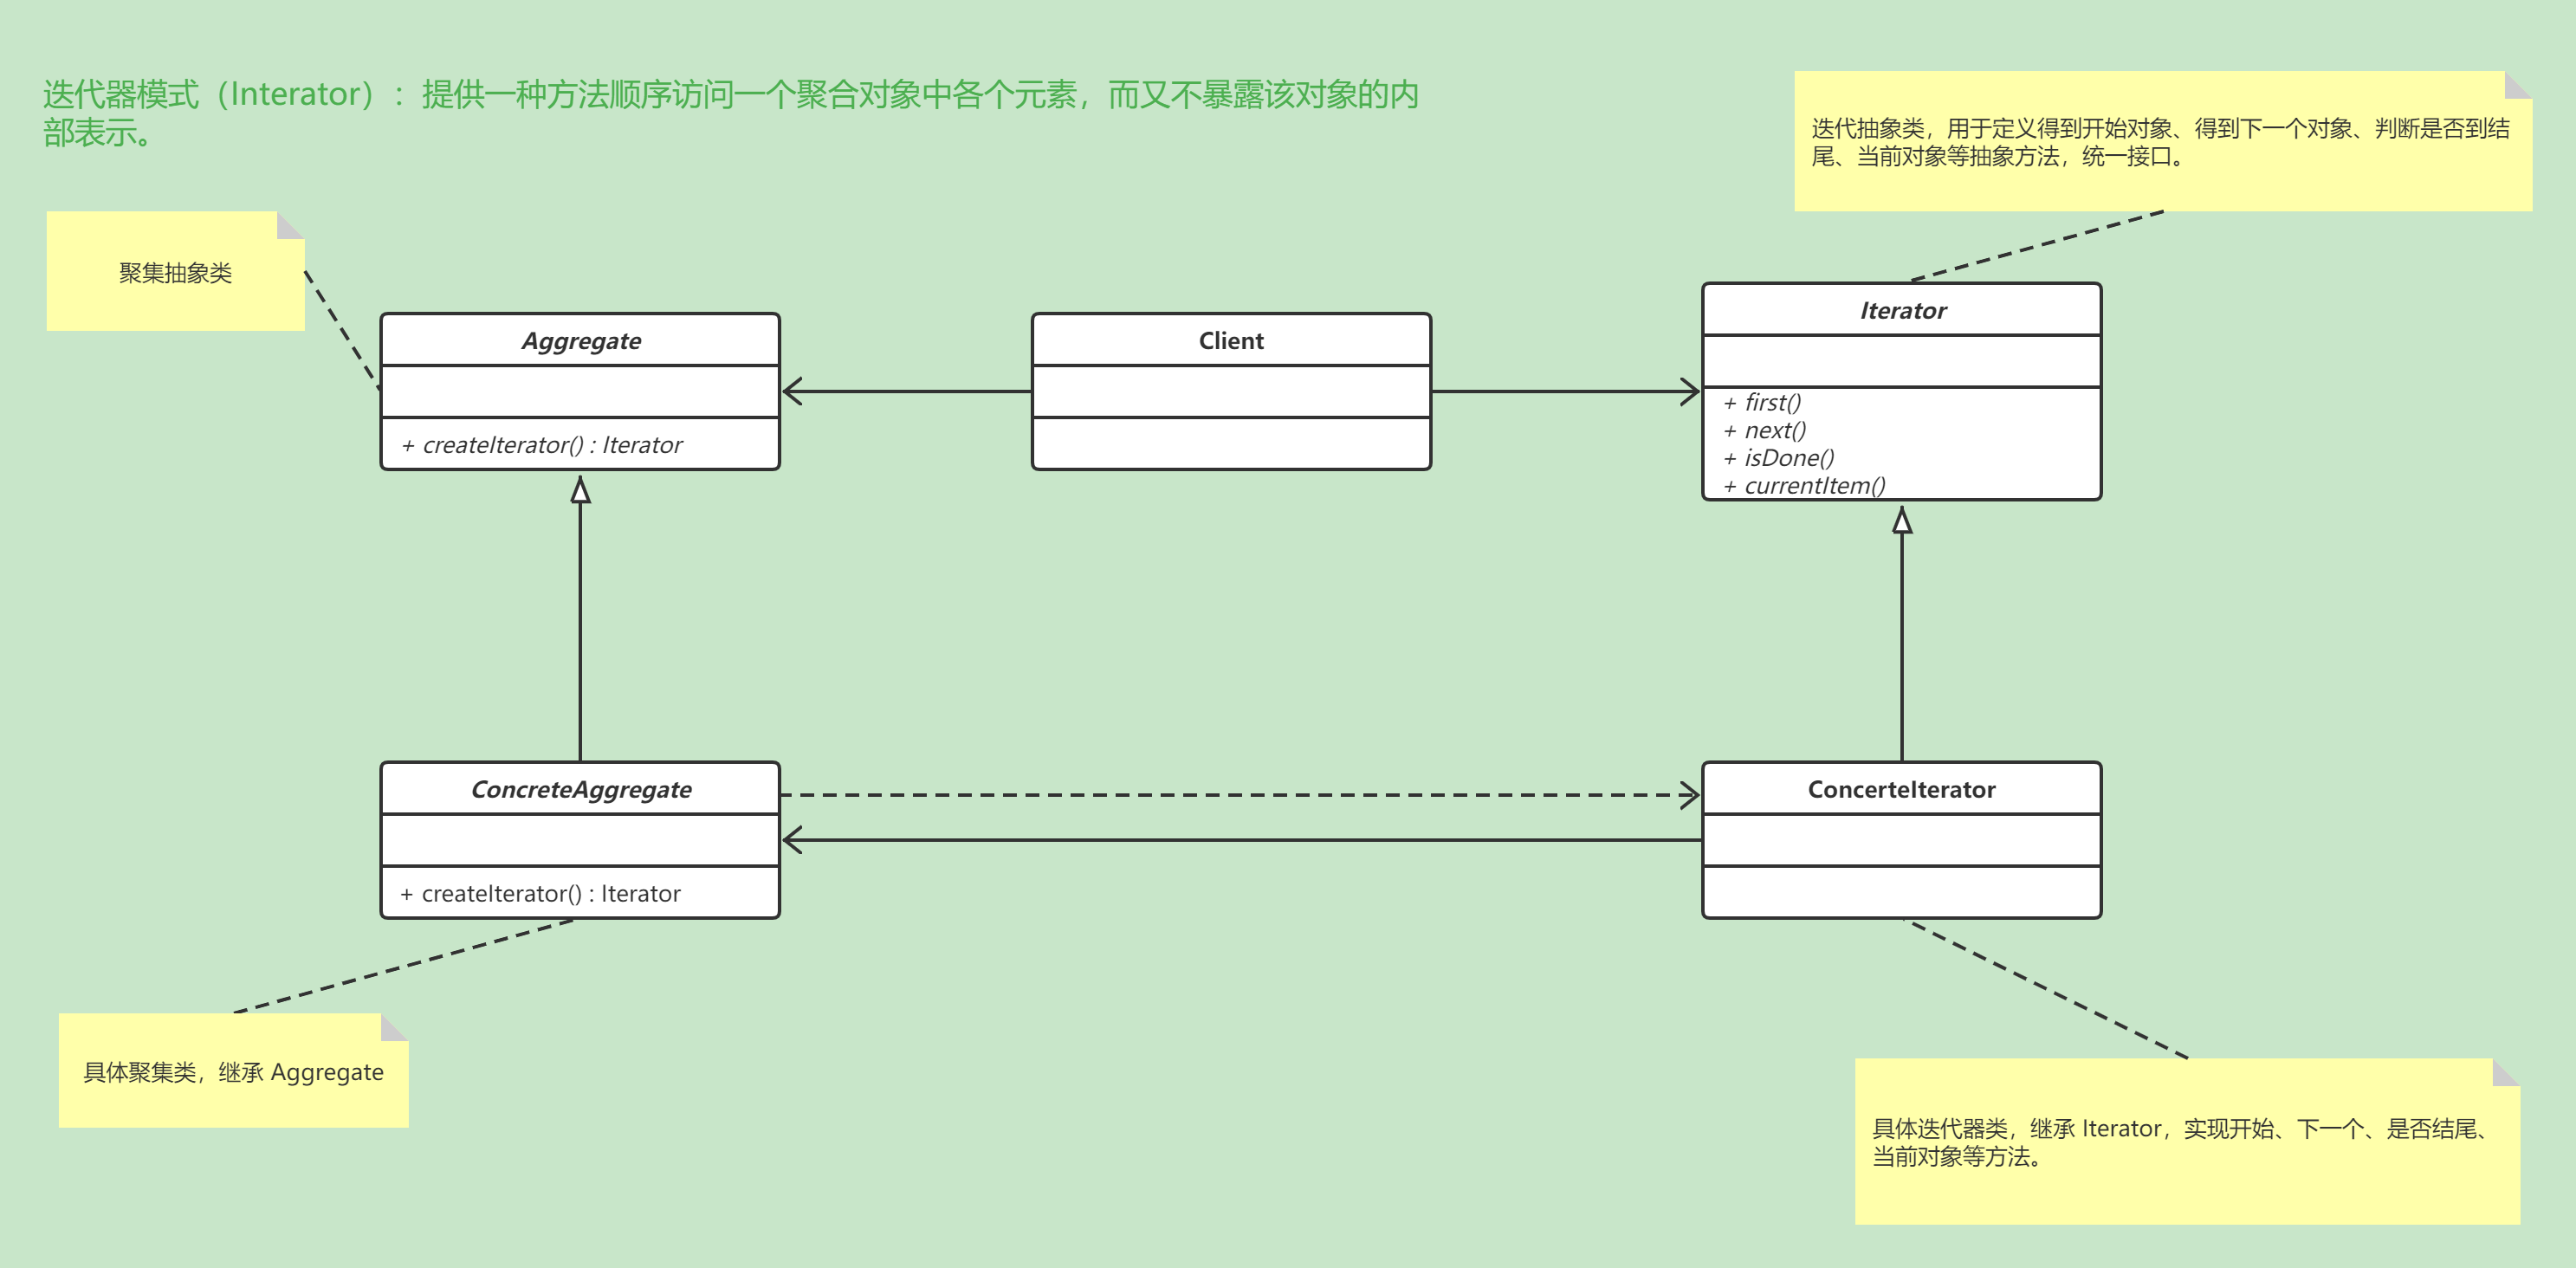 迭代器模式（Interator）：提供一种方法顺序访问一个聚合对象中各个元素，而又不暴露该对象的内
部表示。
迭代抽象类，用于定义得到开始对象、得到下一个对象、判断是否到结
尾、当前对象等抽象方法，统一接口。
聚集抽象类
Aggregate
+ createIterator() : Iterator
Client
Iterator
+ first()
+ next()
+ isDone()
+ currentItem()
ConcreteAggregate
+ createIterator() : Iterator
ConcerteIterator
具体聚集类，继承 Aggregate
具体迭代器类，继承 Iterator，实现开始、下一个、是否结尾、
当前对象等方法。